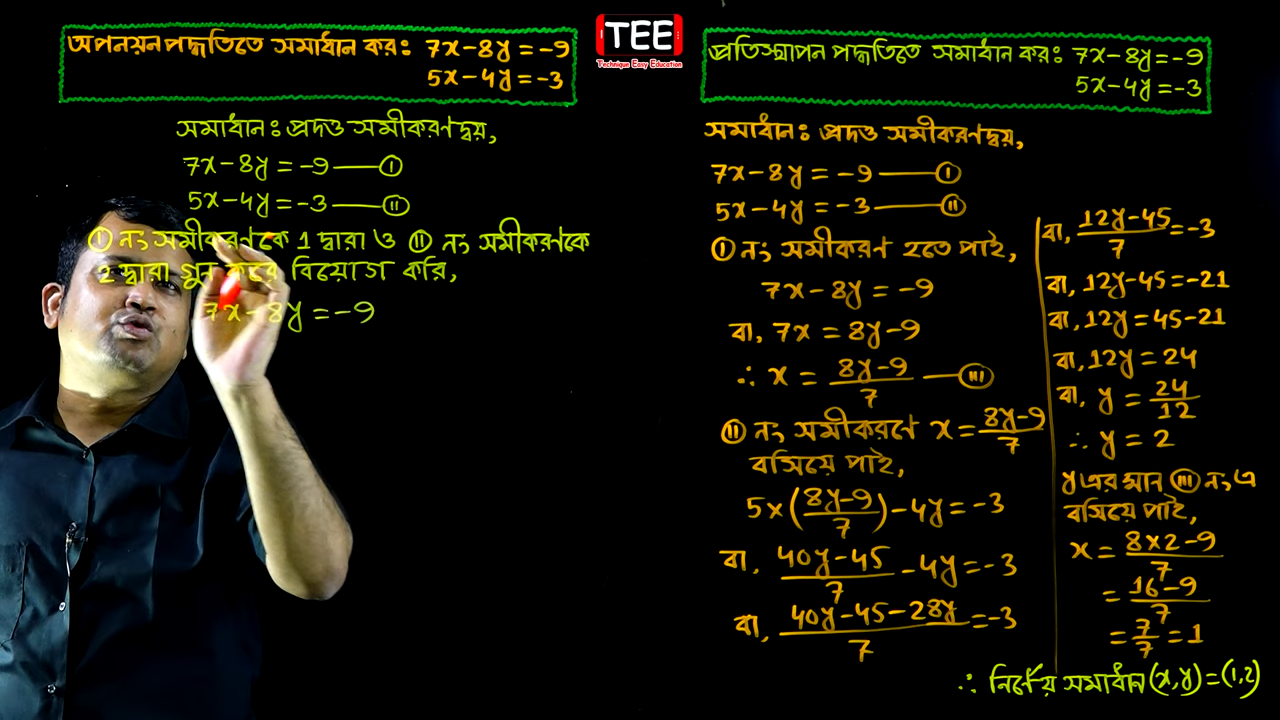 অপনয়ন পদ্ধতিতে সমাধান কর: 7x-8y=-9
5x-4y=-3
সমাধান: প্রদত্ত সমীকরণদ্বয়,
7x-8y=-9 — (I)
5x-4y=-3 — (II)
(I) নং সমীকরণকে 1 দ্বারা ও (II) নং সমীকরণকে
2 দ্বারা গুন করে বিয়োগ করি,
7x-8y=-9
TEE
Technique Easy Education
প্রতিস্থাপন পদ্ধতিতে সমাধান কর: 7x-8y=-9
5x-4y=-3
সমাধান: প্রদত্ত সমীকরণদ্বয়,
7x-8y=-9 — (I)
5x-4y=-3 — (II)
(I) নং সমীকরণ হতে পাই,
7x-8y=-9
বা, 7x=8y-9
∴ x=(8y-9)/7 — (III)
(II) নং সমীকরণে x=(8y-9)/7
বসিয়ে পাই,
5×((8y-9)/7)-4y=-3
বা, (40y-45)/7-4y=-3
বা, (40y-45-28y)/7=-3
বা, (12y-45)/7=-3
বা, 12y-45=-21
বা, 12y=45-21
বা, 12y=24
বা, y=24/12
∴ y=2
y এর মান (III) নং এ
বসিয়ে পাই,
x=(8×2-9)/7
=(16-9)/7
=7/7=1
∴ নির্ণেয় সমাধান (x,y)=(1,2)